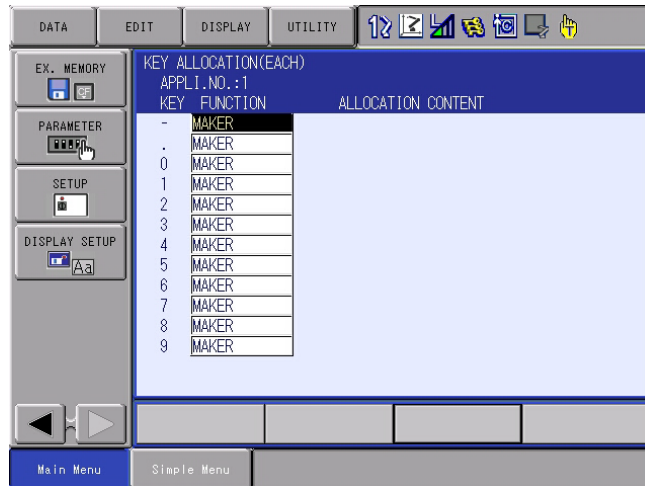 DATA EDIT DISPLAY UTILITY 12
EX. MEMORY
CF
PARAMETER
SETUP
DISPLAY SETUP
Aa
KEY ALLOCATION(EACH)
APPLI.NO.:1
KEY FUNCTION ALLOCATION CONTENT
- MAKER
. MAKER
0 MAKER
1 MAKER
2 MAKER
3 MAKER
4 MAKER
5 MAKER
6 MAKER
7 MAKER
8 MAKER
9 MAKER
Main Menu Simple Menu